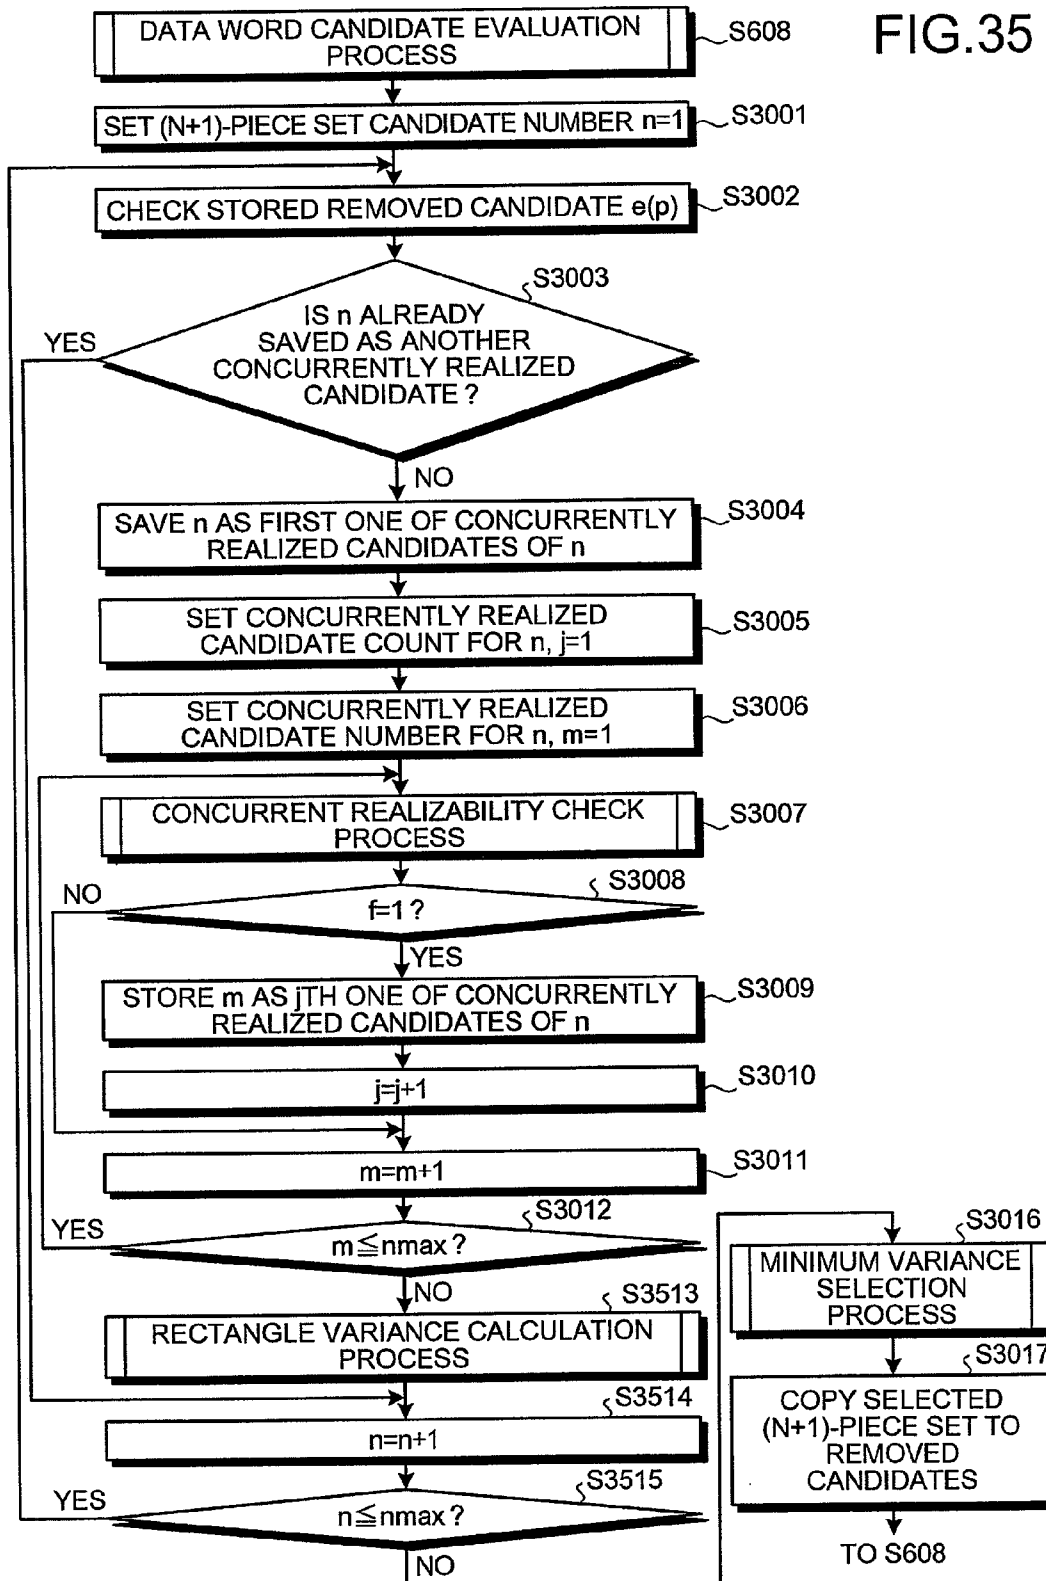 FIG.35
DATA WORD CANDIDATE EVALUATION
PROCESS
S608
SET (N+1)-PIECE SET CANDIDATE NUMBER n=1
S3001
CHECK STORED REMOVED CANDIDATE e(p)
S3002
S3003
IS n ALREADY
SAVED AS ANOTHER
CONCURRENTLY REALIZED
CANDIDATE ?
YES
NO
SAVE n AS FIRST ONE OF CONCURRENTLY
REALIZED CANDIDATES OF n
S3004
SET CONCURRENTLY REALIZED
CANDIDATE COUNT FOR n, j=1
S3005
SET CONCURRENTLY REALIZED
CANDIDATE NUMBER FOR n, m=1
S3006
CONCURRENT REALIZABILITY CHECK
PROCESS
S3007
NO
S3008
f=1 ?
YES
STORE m AS jTH ONE OF CONCURRENTLY
REALIZED CANDIDATES OF n
S3009
j=j+1
S3010
m=m+1
S3011
YES
S3012
m≦nmax ?
NO
S3513
RECTANGLE VARIANCE CALCULATION
PROCESS
S3514
n=n+1
YES
S3515
n≦nmax ?
NO
S3016
MINIMUM VARIANCE
SELECTION
PROCESS
S3017
COPY SELECTED
(N+1)-PIECE SET TO
REMOVED
CANDIDATES
TO S608